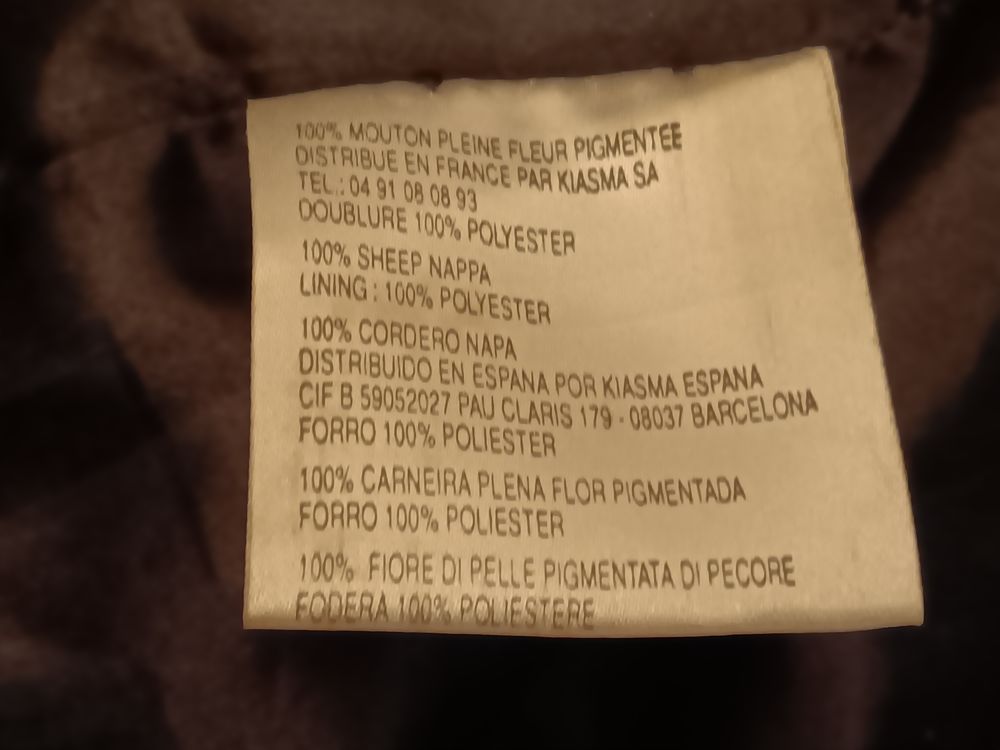 100% MOUTON PLEINE FLEUR PIGMENTEE
DISTRIBUE EN FRANCE PAR KIASMA SA
TEL.: 04 91 08 08 93
DOUBLURE 100% POLYESTER
100% SHEEP NAPPA
LINING : 100% POLYESTER
100% CORDERO NAPA
DISTRIBUIDO EN ESPANA POR KIASMA ESPANA
CIF B 59052027 PAU CLARIS 179 - 08037 BARCELONA
FORRO 100% POLIESTER
100% CARNEIRA PLENA FLOR PIGMENTADA
FORRO 100% POLIESTER
100% FIORE DI PELLE PIGMENTATA DI PECORE
FODERA 100% POLIESTERE